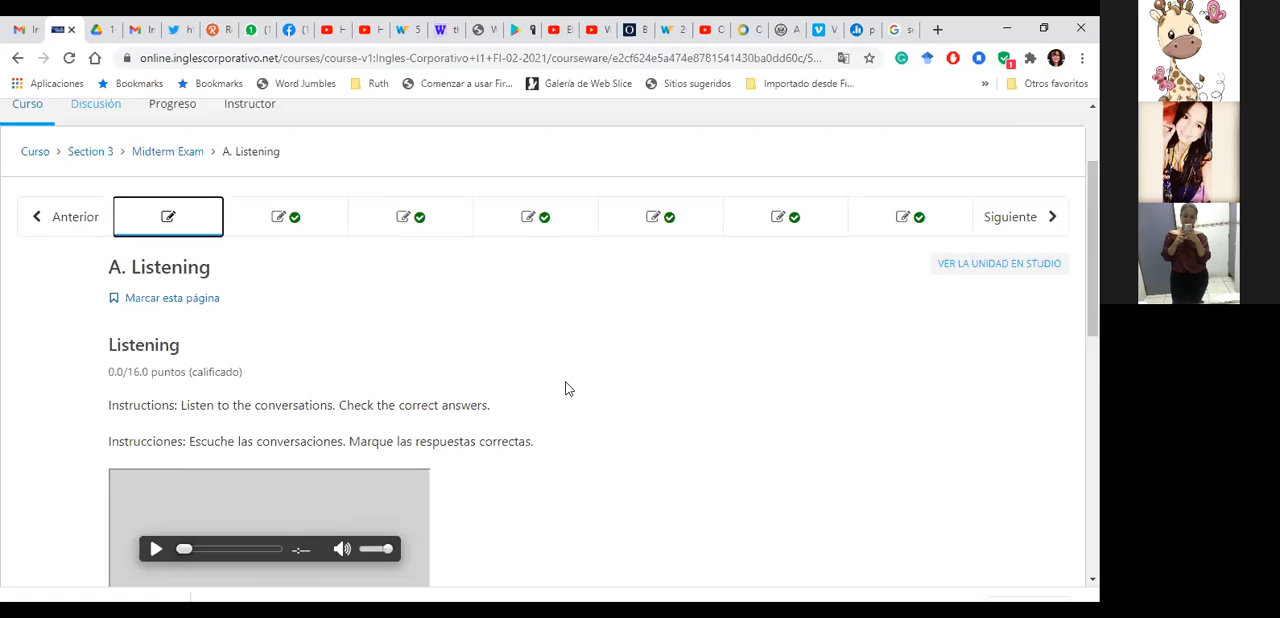 online.inglescorporativo.net/courses/coursev1:Ingles-Corporativo+I1+FI-02-2021/courseware/e2cf624e5a474e8781541430ba0dd60c/5...
Aplicaciones Bookmarks Bookmarks Word Jumbles Ruth Comenzar a usar Fir... Galería de Web Slice Sitios sugeridos Importado desde Fi... » Otros favoritos
Curso Discusión Progreso Instructor
Curso > Section 3 > Midterm Exam > A. Listening
Anterior Siguiente
A. Listening
VER LA UNIDAD EN STUDIO
Marcar esta página
Listening
0.0/16.0 puntos (calificado)
Instructions: Listen to the conversations. Check the correct answers.
Instrucciones: Escuche las conversaciones. Marque las respuestas correctas.
-:--